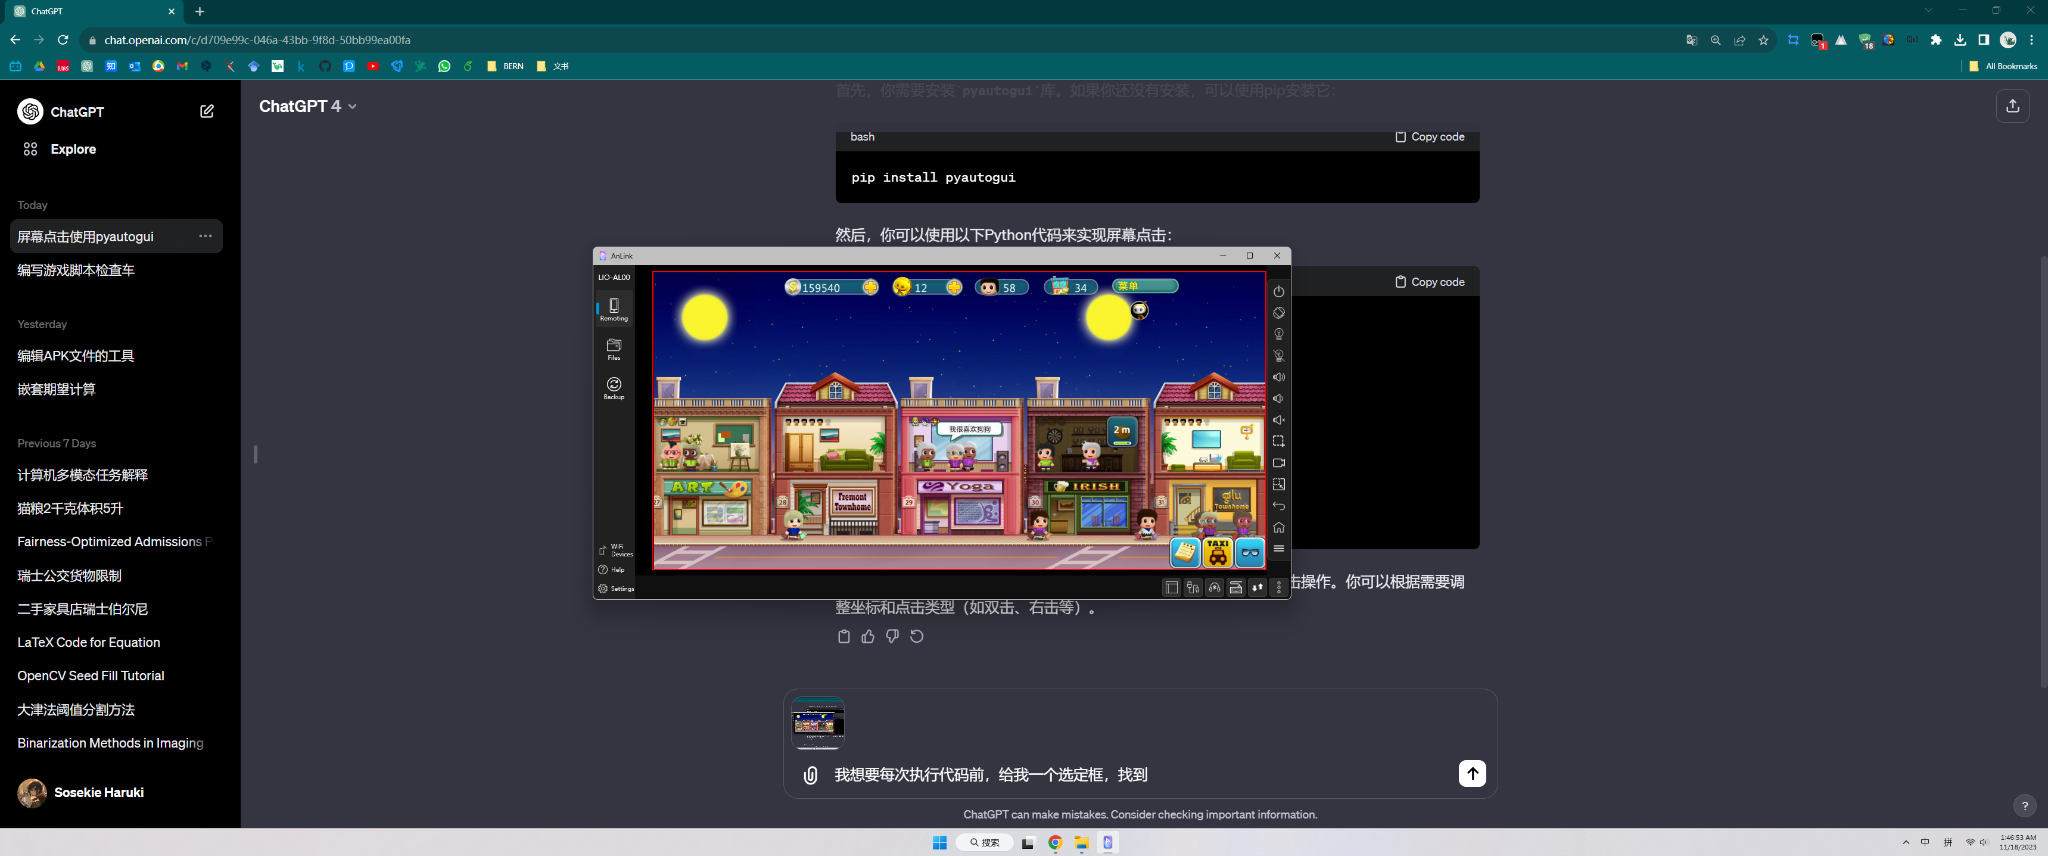 ChatGPT
chat.openai.com/c/d709e99c-046a-43bb-9f8d-50bb99ea00fa
1
18
BERN
文书
All Bookmarks
ChatGPT
Explore
Today
屏幕点击使用pyautogui
编写游戏脚本检查车
Yesterday
编辑APK文件的工具
嵌套期望计算
Previous 7 Days
计算机多模态任务解释
猫粮2千克体积5升
Fairness-Optimized Admissions P
瑞士公交货物限制
二手家具店瑞士伯尔尼
LaTeX Code for Equation
OpenCV Seed Fill Tutorial
大津法阈值分割方法
Binarization Methods in Imaging
Sosekie Haruki
ChatGPT 4
首先，你需要安装`pyautogui`库。如果你还没有安装，可以使用pip安装它：
bash
Copy code
pip install pyautogui
然后，你可以使用以下Python代码来实现屏幕点击：
Copy code
AnLink
LIO-AL00
Remoting
Files
Backup
WiFi
Devices
Help
Settings
159540
12
58
34
菜单
我很喜欢狗狗
2 m
ART
Fremont
Townhome
Yoga
IRISH
glu
Townhome
28
29
30
TAXI
击操作。你可以根据需要调
整坐标和点击类型（如双击、右击等）。
我想要每次执行代码前，给我一个选定框，找到
ChatGPT can make mistakes. Consider checking important information.
?
搜索
中
拼
1:46:53 AM
11/18/2023